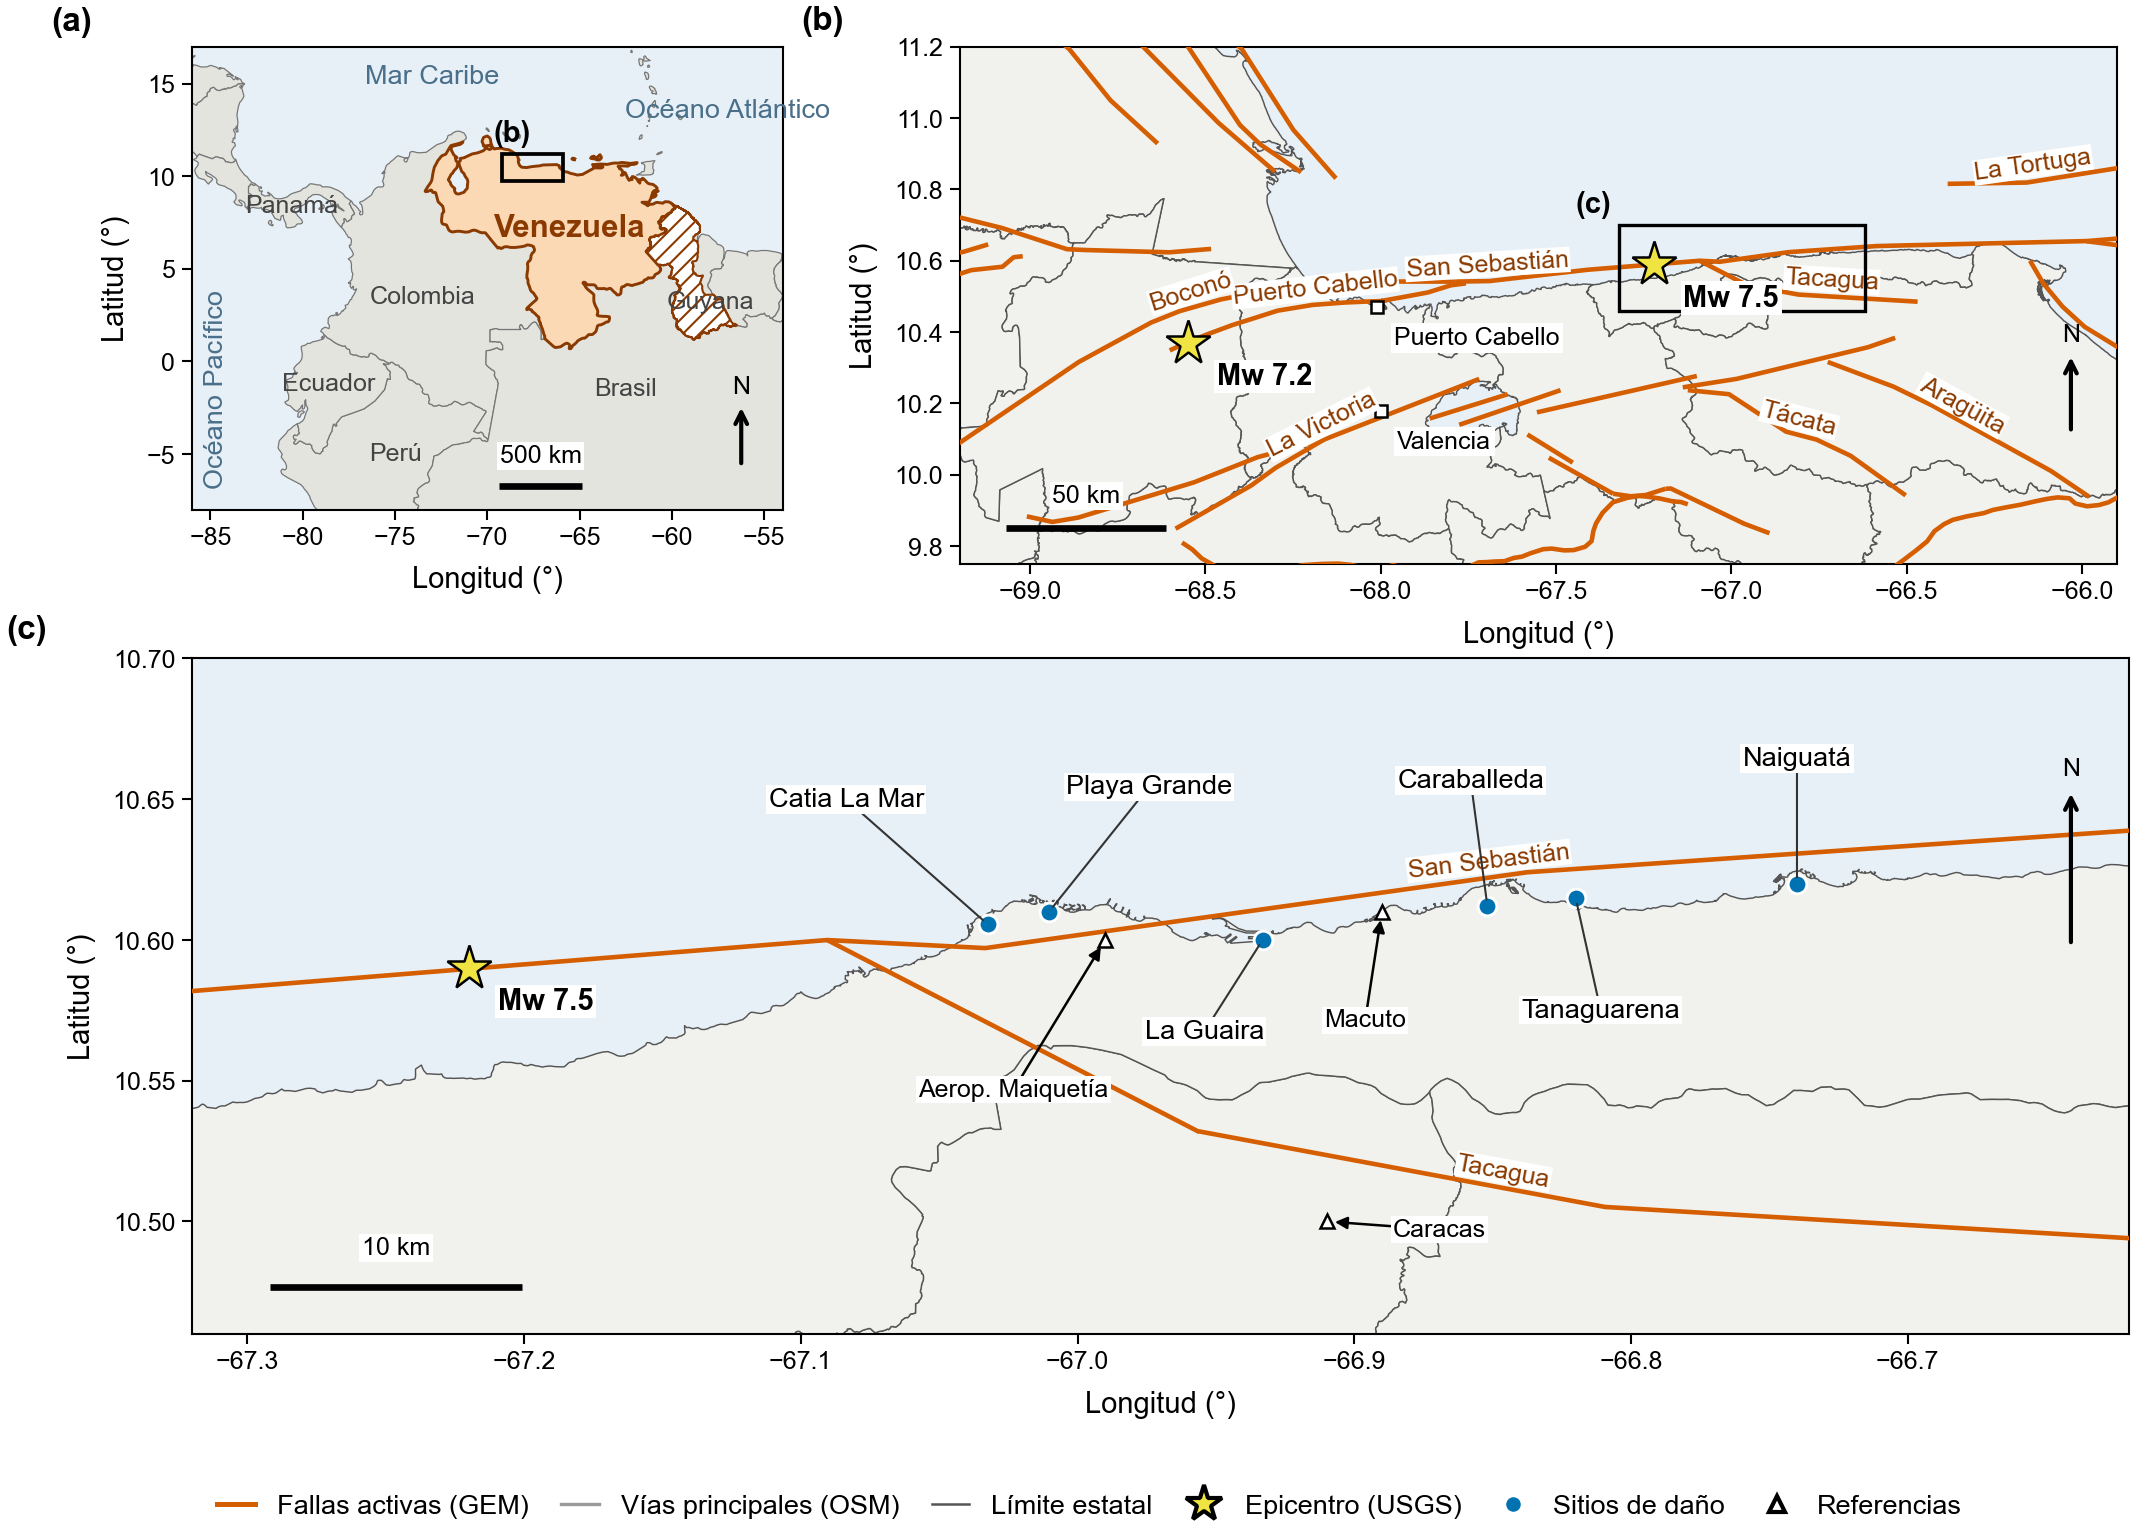 (a)
Mar Caribe
Océano Atlántico
(b)
Panamá
Venezuela
Colombia
Guyana
Océano Pacífico
Ecuador
Brasil
Perú
N
500 km
15
10
5
0
−5
Latitud (°)
−85
−80
−75
−70
−65
−60
−55
Longitud (°)
(b)
11.2
11.0
10.8
10.6
10.4
10.2
10.0
9.8
Latitud (°)
La Tortuga
(c)
Boconó
Puerto Cabello
San Sebastián
Tacagua
Mw 7.5
Puerto Cabello
Mw 7.2
N
La Victoria
Valencia
Tácata
Aragüita
50 km
−69.0
−68.5
−68.0
−67.5
−67.0
−66.5
−66.0
Longitud (°)
(c)
10.70
10.65
10.60
10.55
10.50
Latitud (°)
Catia La Mar
Playa Grande
Caraballeda
Naiguatá
N
San Sebastián
Mw 7.5
La Guaira
Macuto
Tanaguarena
Aerop. Maiquetía
Tacagua
Caracas
10 km
−67.3
−67.2
−67.1
−67.0
−66.9
−66.8
−66.7
Longitud (°)
Fallas activas (GEM)
Vías principales (OSM)
Límite estatal
Epicentro (USGS)
Sitios de daño
Referencias